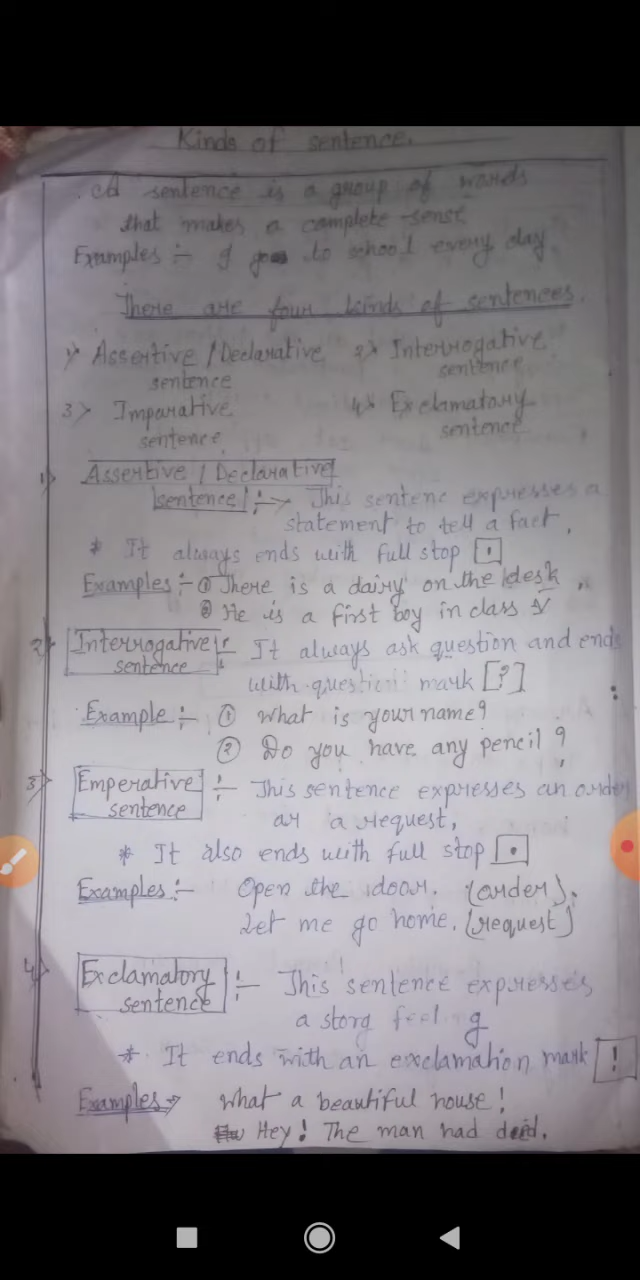 Kinds of sentence.
A sentence is a group of words
that makes a complete sense
Examples :- I go to school every day
There are four kinds of sentences.
1) Assertive / Declarative sentence 2) Interrogative sentence
3) Imparative sentence 4) Exclamatory sentence
1) Assertive / Declarative
sentence :→ This sentenc expresses a
statement to tell a fact,
* It always ends with full stop [.]
Examples :- ① There is a dairy on the desk,
② He is a first boy in class V
2) Interrogative sentence :- It always ask question and ends
with question mark [?]
Example :- ① What is your name?
② Do you have any pencil?
3) Emperative sentence :- This sentence expresses an order
or a request,
* It also ends with full stop [.]
Examples :- Open the door. (order).
Let me go home. (request)
4) Exclamatory sentence :- This sentence expresses
a storg feeling
* It ends with an exclamation mark [!]
Examples → What a beautiful house!
Hey! The man had died.